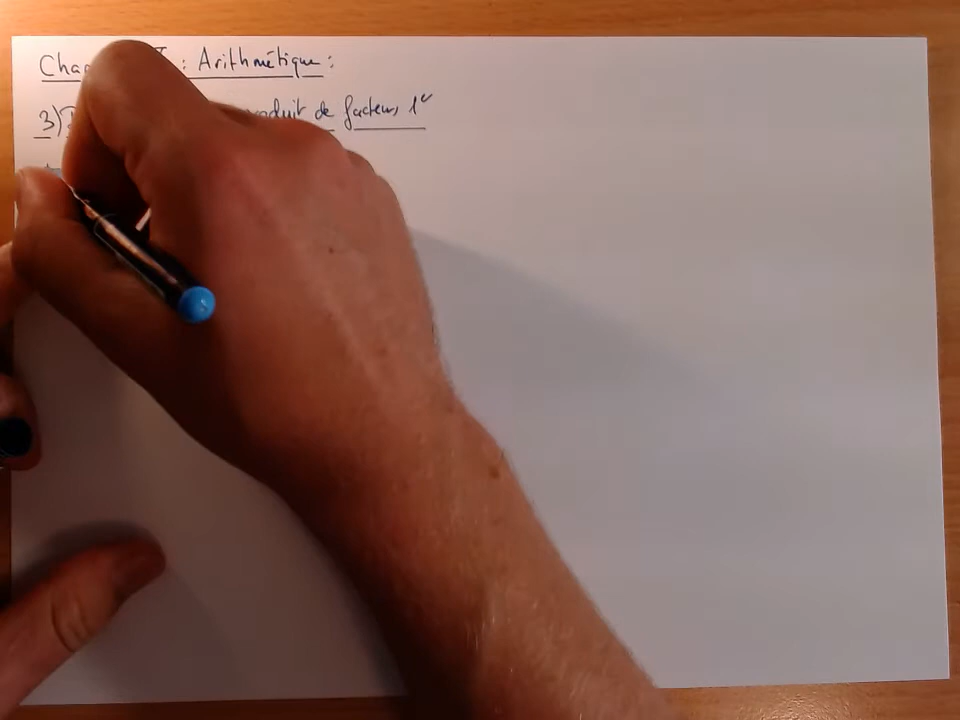 : Arithmétique :
3) produit de facteurs 1er